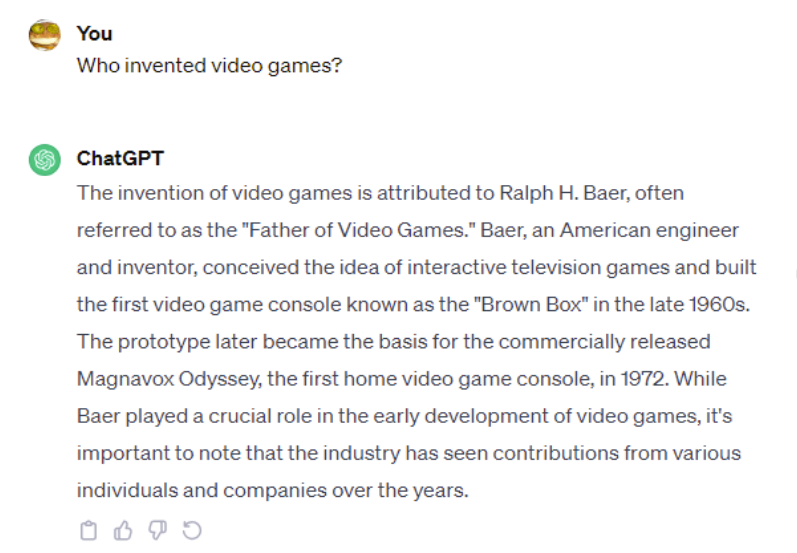 You
Who invented video games?
ChatGPT
The invention of video games is attributed to Ralph H. Baer, often
referred to as the "Father of Video Games." Baer, an American engineer
and inventor, conceived the idea of interactive television games and built
the first video game console known as the "Brown Box" in the late 1960s.
The prototype later became the basis for the commercially released
Magnavox Odyssey, the first home video game console, in 1972. While
Baer played a crucial role in the early development of video games, it's
important to note that the industry has seen contributions from various
individuals and companies over the years.